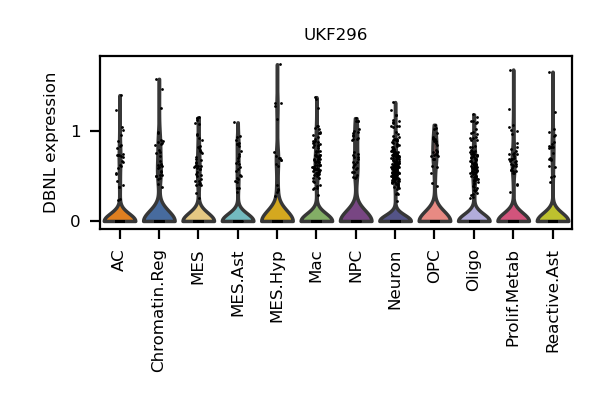 UKF296
DBNL expression
1
0
AC
Chromatin.Reg
MES
MES.Ast
MES.Hyp
Mac
NPC
Neuron
OPC
Oligo
Prolif.Metab
Reactive.Ast